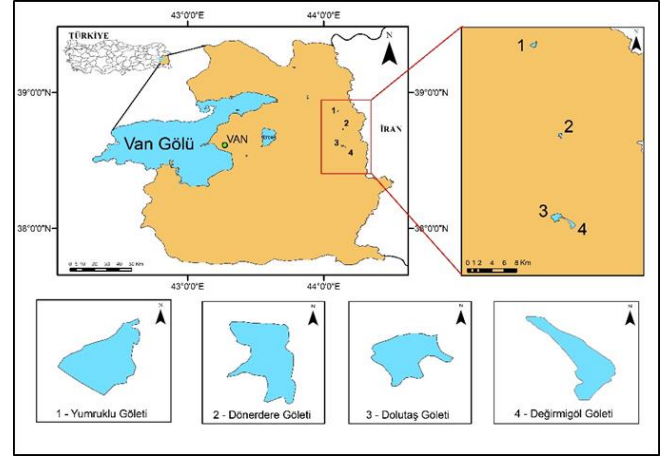 43°0'0"
44°0'0"
TÜRKİYE
N
39°0'0"N
39°0'0"N
İRAN
Van Gölü
VAN
1
2
3
4
38°0'0"N
38°0'0"N
43°0'0"
44°0'0"
N
1
2
3
4
0 1 2 4 6 8 Km
N
1 - Yumruklu Göleti
N
2 - Dönerdere Göleti
N
3 - Dolutaş Göleti
N
4 - Değirmigöl Göleti